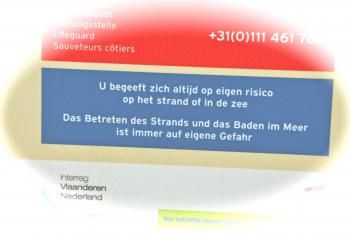 Lifeguard
Sauveteurs côtiers
+31(0)111 461
U begeeft zich altijd op eigen risico
op het strand of in de zee
Das Betreten des Strands und das Baden im Meer
ist immer auf eigene Gefahr
Interreg
Vlaanderen
Nederland